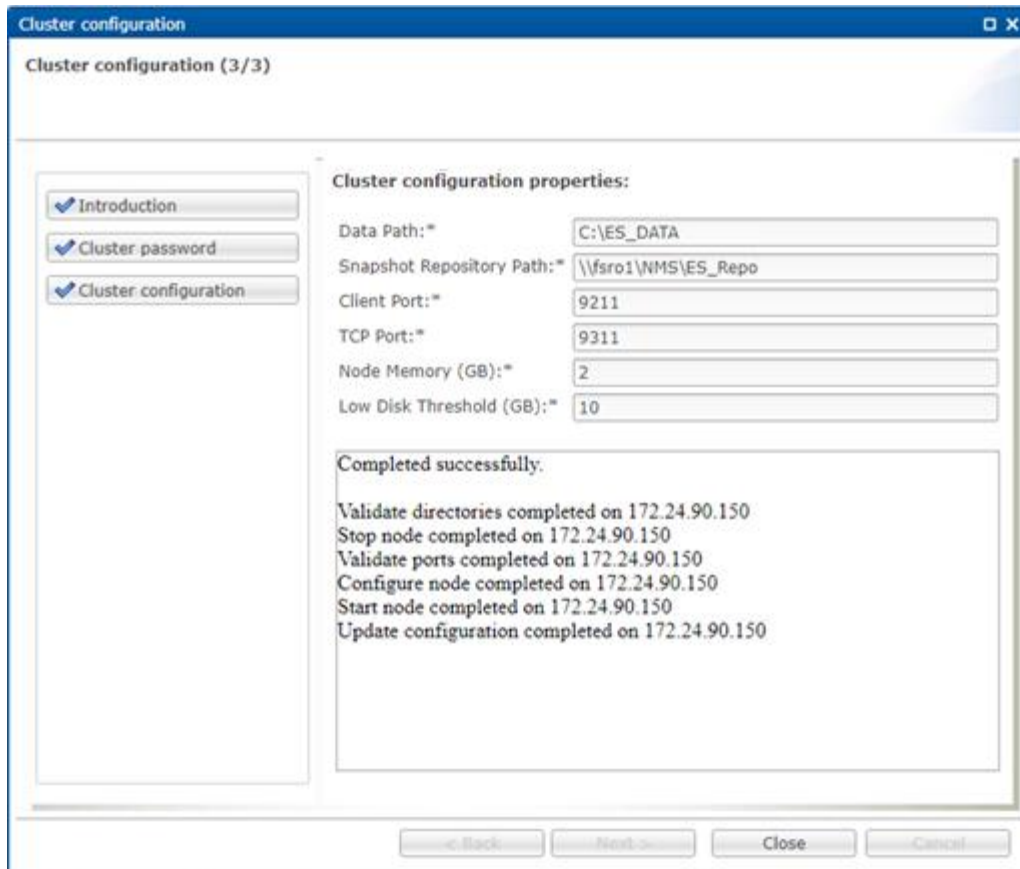 Cluster configuration
Cluster configuration (3/3)
Introduction
Cluster password
Cluster configuration
Cluster configuration properties:
Data Path:* C:\ES_DATA
Snapshot Repository Path:* \\fsro1\NMS\ES_Repo
Client Port:* 9211
TCP Port:* 9311
Node Memory (GB):* 2
Low Disk Threshold (GB):* 10
Completed successfully.
Validate directories completed on 172.24.90.150
Stop node completed on 172.24.90.150
Validate ports completed on 172.24.90.150
Configure node completed on 172.24.90.150
Start node completed on 172.24.90.150
Update configuration completed on 172.24.90.150
< Back Next > Close Cancel